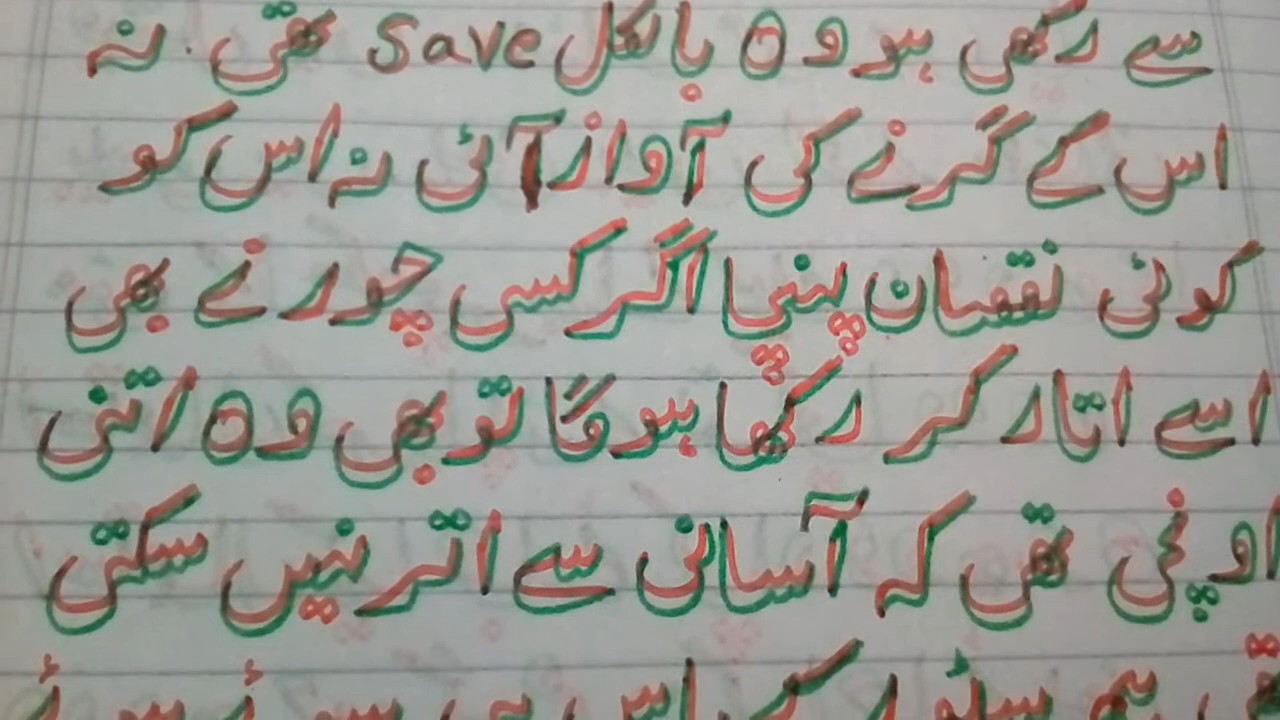 سے رکھی ہو وہ بالکل save تھی. نہ
اس کے گرنے کی آواز آئی نہ اس کو
کوئی نقصان پہنچا اگر کسی چور نے بھی
اسے اتار کر رکھا ہوگا تو بھی وہ اتنی
اونچی تھی کہ آسانی سے اتر نہیں سکتی